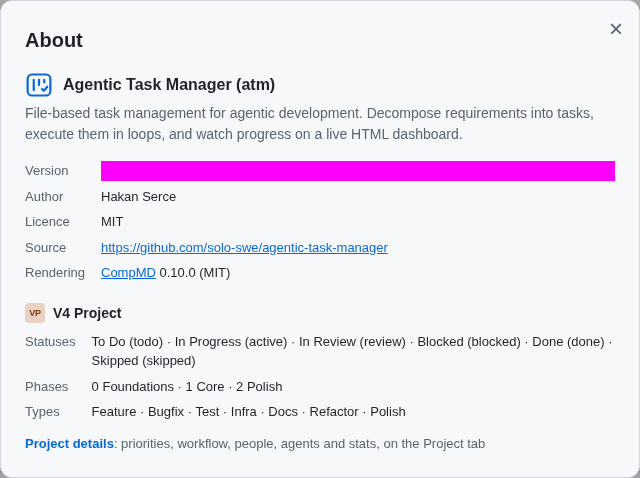 About
Agentic Task Manager (atm)
File-based task management for agentic development. Decompose requirements into tasks,
execute them in loops, and watch progress on a live HTML dashboard.
Version
Author Hakan Serce
Licence MIT
Source https://github.com/solo-swe/agentic-task-manager
Rendering CompMD 0.10.0 (MIT)
VP V4 Project
Statuses To Do (todo) · In Progress (active) · In Review (review) · Blocked (blocked) · Done (done) ·
Skipped (skipped)
Phases 0 Foundations · 1 Core · 2 Polish
Types Feature · Bugfix · Test · Infra · Docs · Refactor · Polish
Project details: priorities, workflow, people, agents and stats, on the Project tab